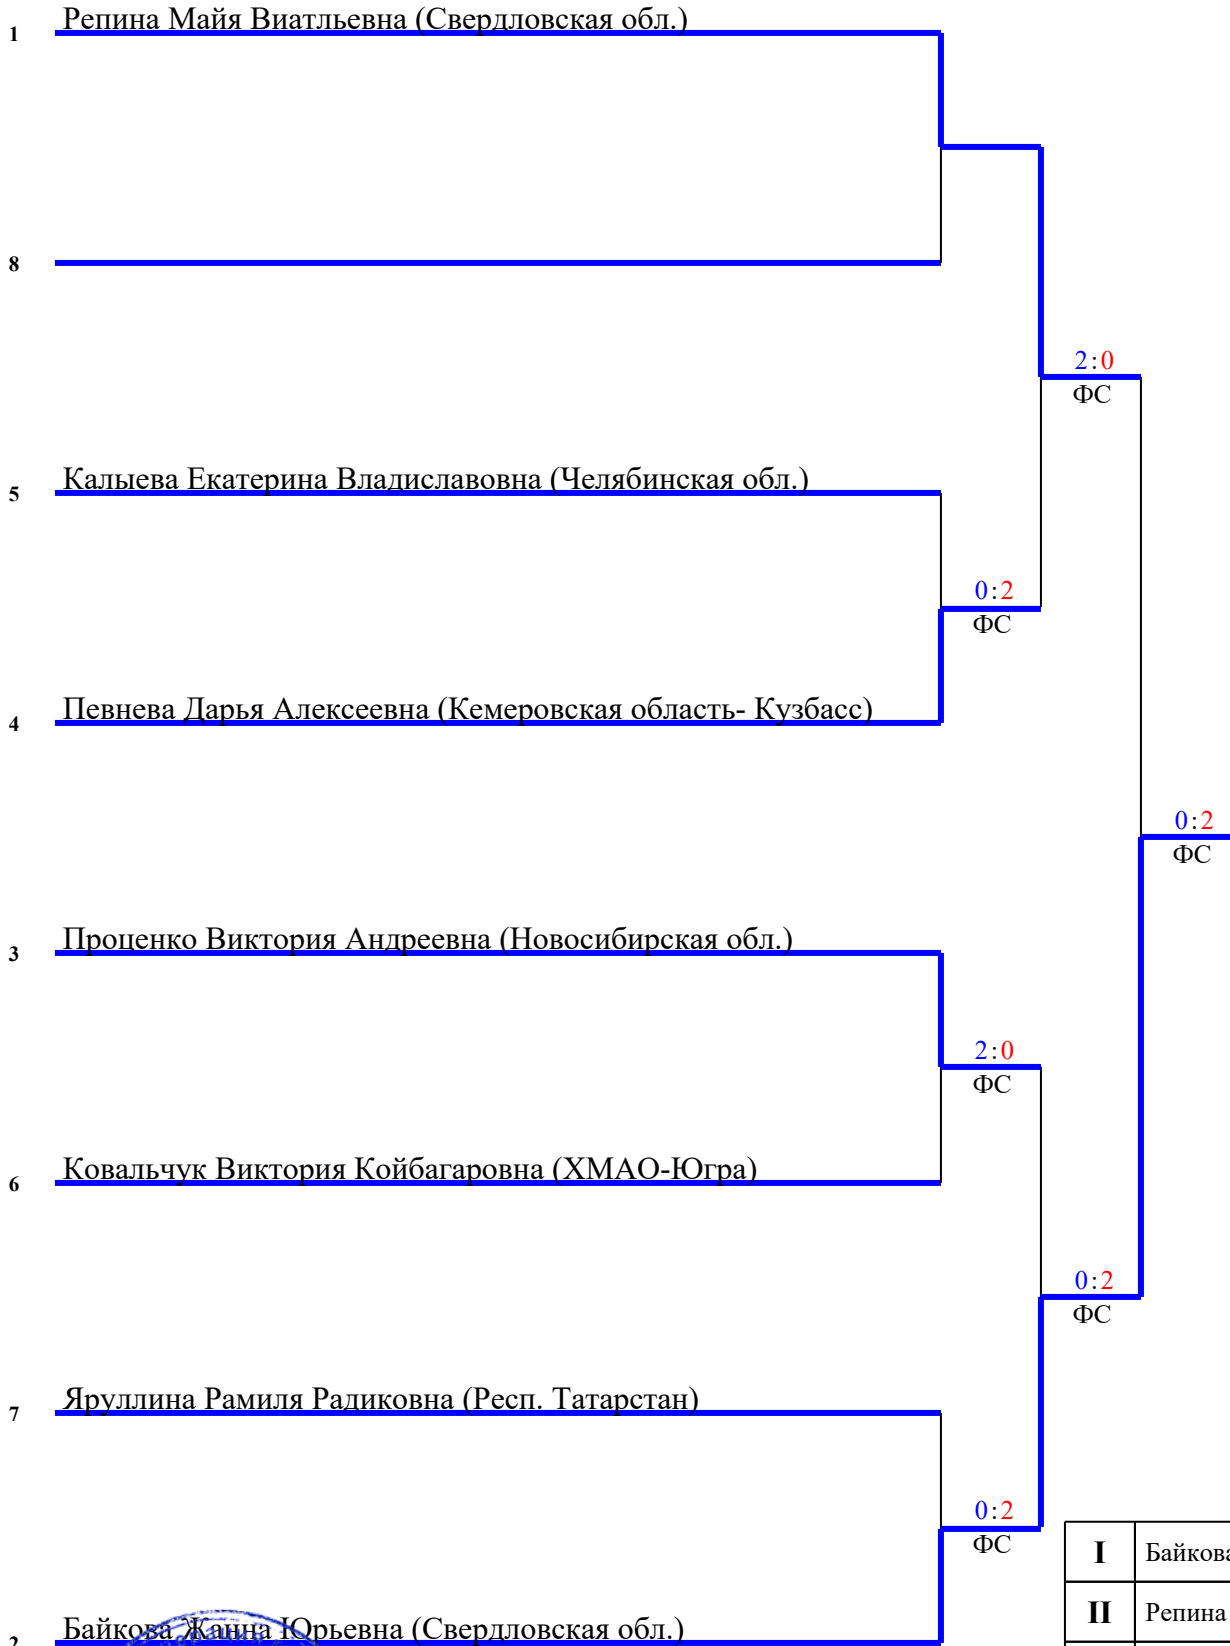 Репина Майя Виатльевна (Свердловская обл.)
1
8
2:0
ФС
Калыева Екатерина Владиславовна (Челябинская обл.)
5
0:2
ФС
Певнева Дарья Алексеевна (Кемеровская область- Кузбасс)
4
0:2
ФС
Проценко Виктория Андреевна (Новосибирская обл.)
3
2:0
ФС
Ковальчук Виктория Койбагаровна (ХМАО-Югра)
6
0:2
ФС
Яруллина Рамиля Радиковна (Респ. Татарстан)
7
0:2
ФС
I Байкова
II Репина
Байкова Жанна Юрьевна (Свердловская обл.)
2